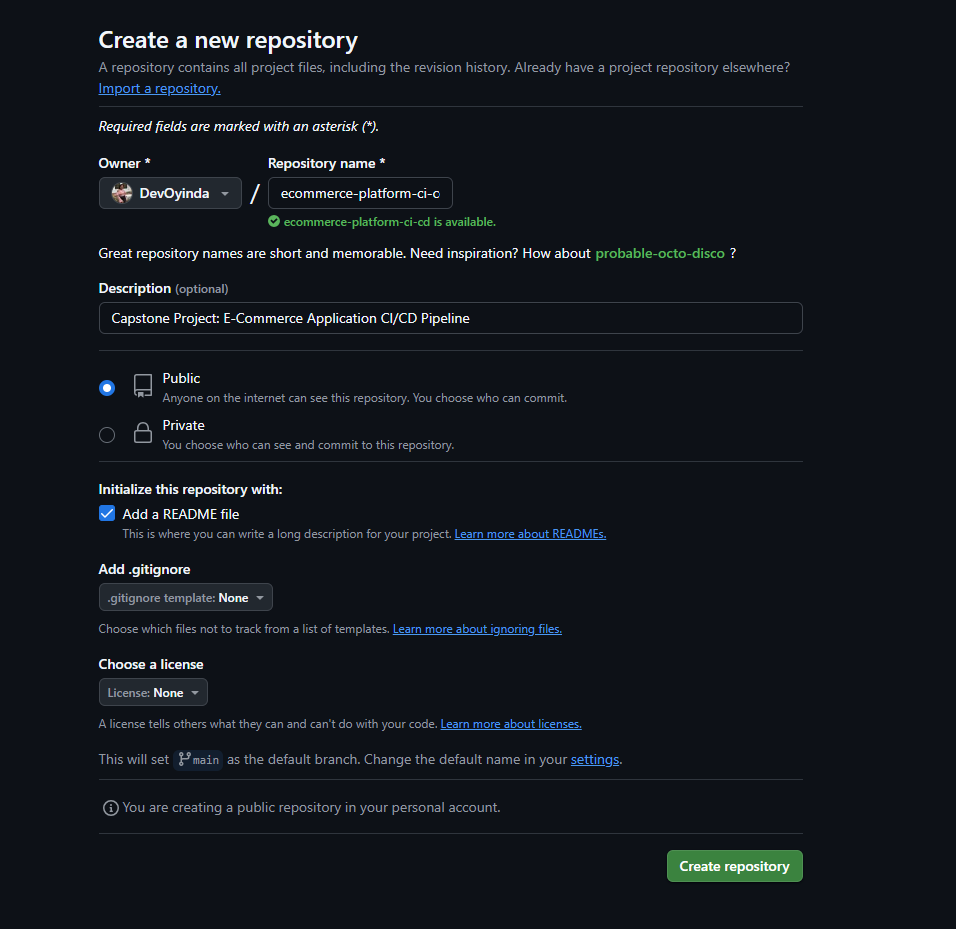 Create a new repository
A repository contains all project files, including the revision history. Already have a project repository elsewhere?
Import a repository.
Required fields are marked with an asterisk (*).
Owner *
Repository name *
DevOyinda
/
ecommerce-platform-ci-c
ecommerce-platform-ci-cd is available.
Great repository names are short and memorable. Need inspiration? How about probable-octo-disco ?
Description (optional)
Capstone Project: E-Commerce Application CI/CD Pipeline
Public
Anyone on the internet can see this repository. You choose who can commit.
Private
You choose who can see and commit to this repository.
Initialize this repository with:
Add a README file
This is where you can write a long description for your project. Learn more about READMEs.
Add .gitignore
.gitignore template: None
Choose which files not to track from a list of templates. Learn more about ignoring files.
Choose a license
License: None
A license tells others what they can and can't do with your code. Learn more about licenses.
This will set main as the default branch. Change the default name in your settings.
You are creating a public repository in your personal account.
Create repository